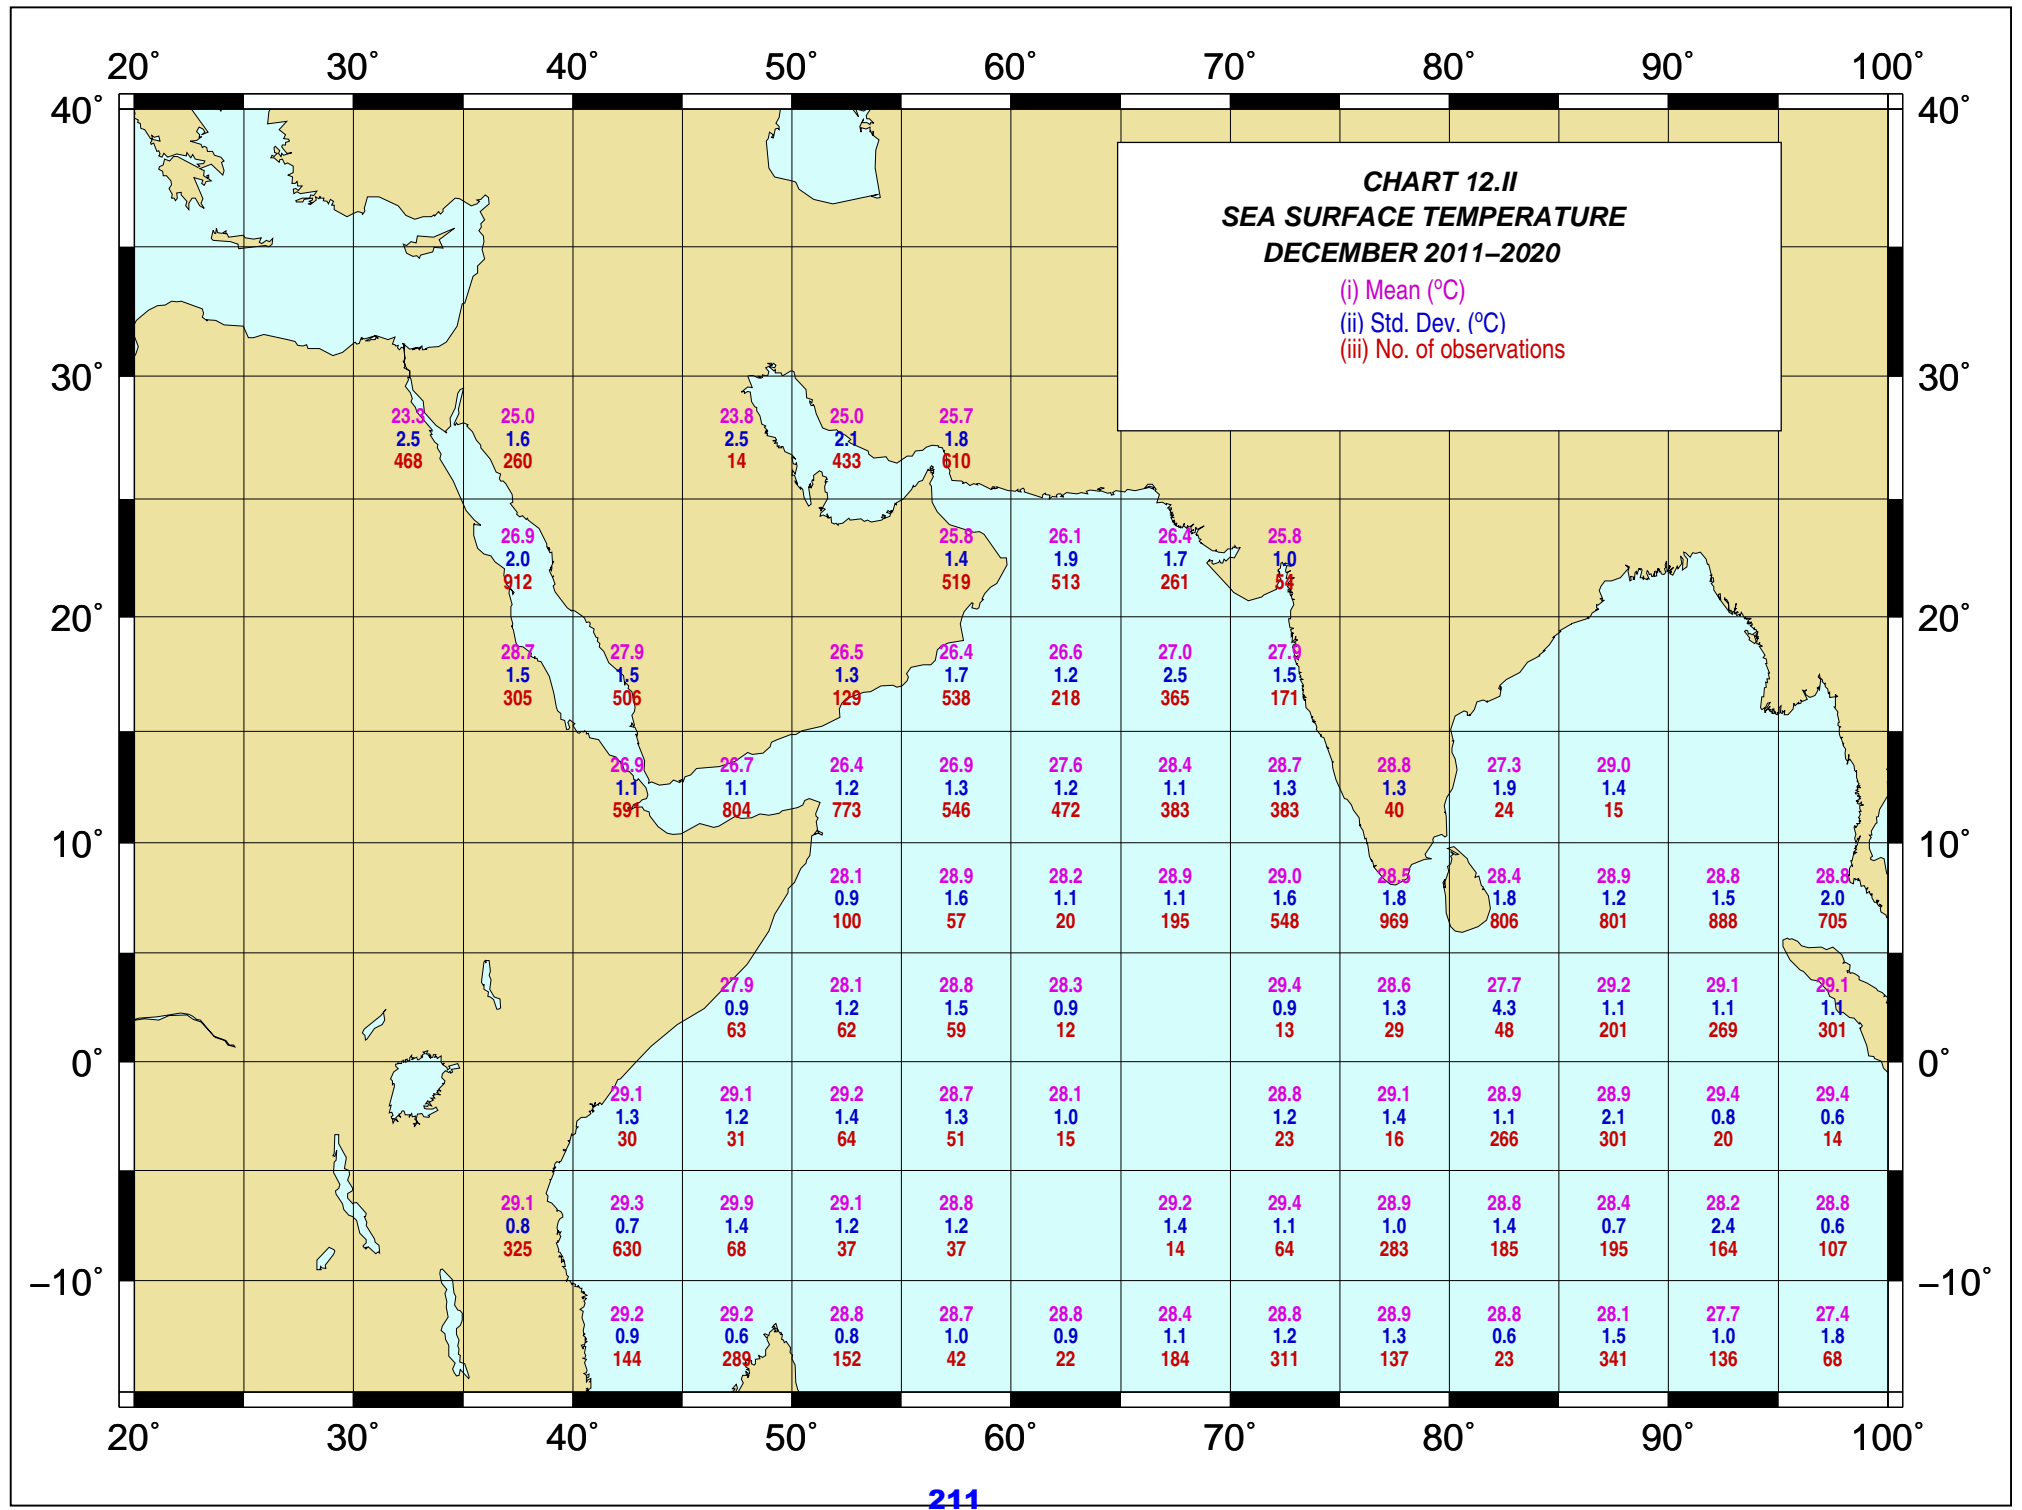 20° 30° 40° 50° 60° 70° 80° 90° 100°
40° 40°
CHART 12.II
SEA SURFACE TEMPERATURE
DECEMBER 2011–2020
(i) Mean (°C)
(ii) Std. Dev. (°C)
(iii) No. of observations
30° 30°
23.3 25.0 23.8 25.0 25.7
2.5 1.6 2.5 2.1 1.8
468 260 14 433 610
26.9 25.8 26.1 26.4 25.8
2.0 1.4 1.9 1.7 1.0
912 519 513 261 54
20° 20°
28.7 27.9 26.5 26.4 26.6 27.0 27.9
1.5 1.5 1.3 1.7 1.2 2.5 1.5
305 506 129 538 218 365 171
26.9 26.7 26.4 26.9 27.6 28.4 28.7 28.8 27.3 29.0
1.1 1.1 1.2 1.3 1.2 1.1 1.3 1.3 1.9 1.4
591 804 773 546 472 383 383 40 24 15
10° 10°
28.1 28.9 28.2 28.9 29.0 28.5 28.4 28.9 28.8 28.8
0.9 1.6 1.1 1.1 1.6 1.8 1.8 1.2 1.5 2.0
100 57 20 195 548 969 806 801 888 705
27.9 28.1 28.8 28.3 29.4 28.6 27.7 29.2 29.1 29.1
0.9 1.2 1.5 0.9 0.9 1.3 4.3 1.1 1.1 1.1
63 62 59 12 13 29 48 201 269 301
0° 0°
29.1 29.1 29.2 28.7 28.1 28.8 29.1 28.9 28.9 29.4 29.4
1.3 1.2 1.4 1.3 1.0 1.2 1.4 1.1 2.1 0.8 0.6
30 31 64 51 15 23 16 266 301 20 14
29.1 29.3 29.9 29.1 28.8 29.2 29.4 28.9 28.8 28.4 28.2 28.8
0.8 0.7 1.4 1.2 1.2 1.4 1.1 1.0 1.4 0.7 2.4 0.6
325 630 68 37 37 14 64 283 185 195 164 107
–10° –10°
29.2 29.2 28.8 28.7 28.8 28.4 28.8 28.9 28.8 28.1 27.7 27.4
0.9 0.6 0.8 1.0 0.9 1.1 1.2 1.3 0.6 1.5 1.0 1.8
144 289 152 42 22 184 311 137 23 341 136 68
20° 30° 40° 50° 60° 70° 80° 90° 100°
211